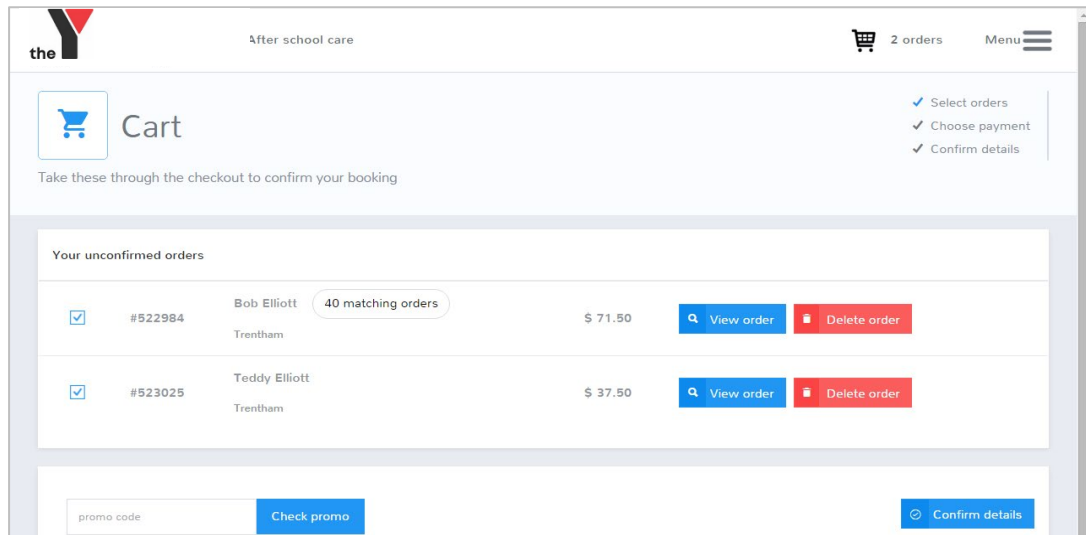 the Y
After school care
2 orders
Menu
Cart
Select orders
Choose payment
Confirm details
Take these through the checkout to confirm your booking
Your unconfirmed orders
#522984
Bob Elliott
40 matching orders
Trentham
$ 71.50
View order
Delete order
#523025
Teddy Elliott
Trentham
$ 37.50
View order
Delete order
promo code
Check promo
Confirm details